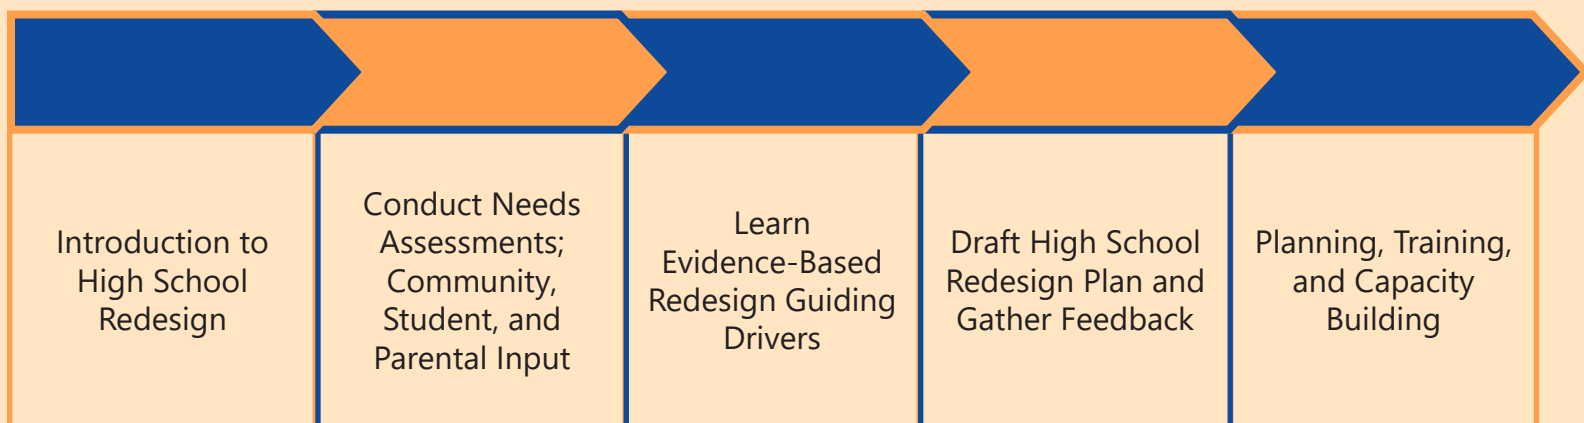 Introduction to
High School
Redesign
Conduct Needs
Assessments;
Community,
Student, and
Parental Input
Learn
Evidence-Based
Redesign Guiding
Drivers
Draft High School
Redesign Plan and
Gather Feedback
Planning, Training,
and Capacity
Building